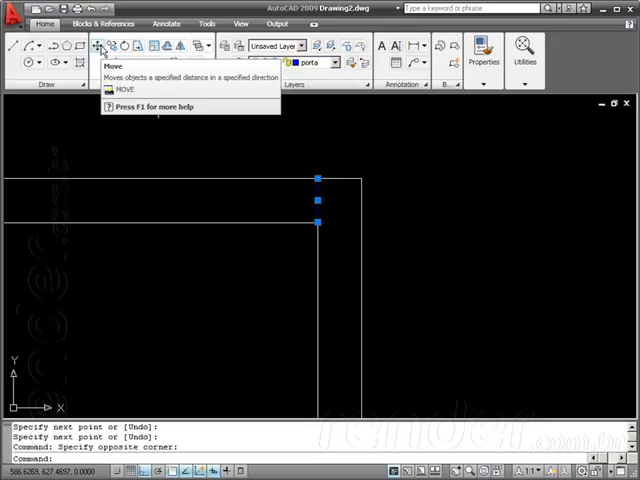 AutoCAD 2009 Drawing2.dwg
Type a keyword or phrase
Home
Blocks & References
Annotate
Tools
View
Output
Unsaved Layer
porta
Properties
Utilities
Draw
Layers
B...
Move
Moves objects a specified distance in a specified direction
MOVE
Press F1 for more help
Y
X
render.com.br
Specify next point or [Undo]:
Specify next point or [Undo]:
Command: Specify opposite corner:
Command:
586.6269, 627.4697, 0.0000
1:1